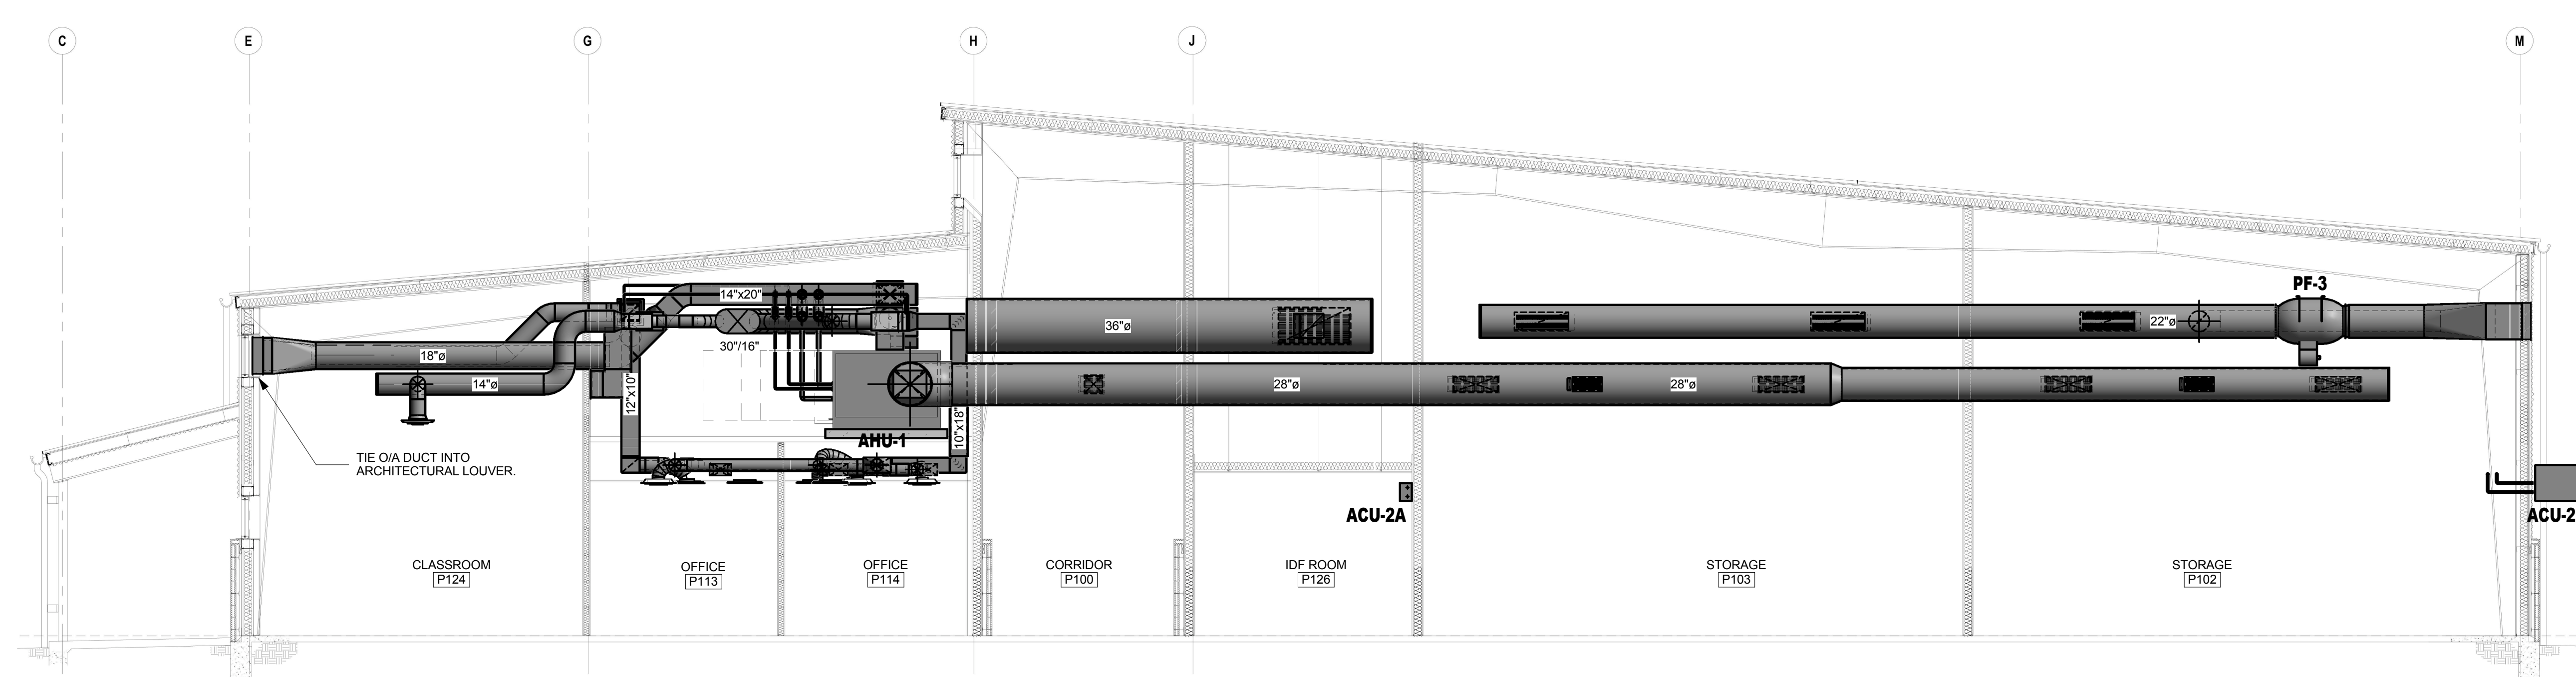 C
E
G
H
J
M
PF-3
14"x20"
36"ø
22"ø
30"/16"
18"ø
14"ø
12"x10"
28"ø
28"ø
10"x18"
AHU-1
TIE O/A DUCT INTO
ARCHITECTURAL LOUVER.
ACU-2A
ACU-2
CLASSROOM
P124
OFFICE
P113
OFFICE
P114
CORRIDOR
P100
IDF ROOM
P126
STORAGE
P103
STORAGE
P102